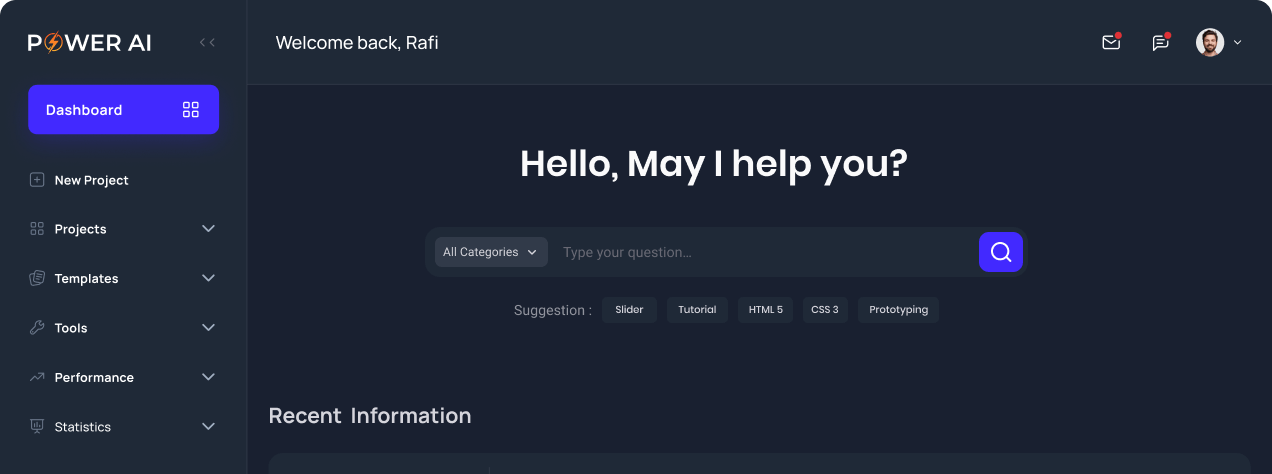 POWER AI
Welcome back, Rafi
Dashboard
New Project
Projects
Templates
Tools
Performance
Statistics
Hello, May I help you?
All Categories
Type your question...
Suggestion : Slider Tutorial HTML 5 CSS 3 Prototyping
Recent Information